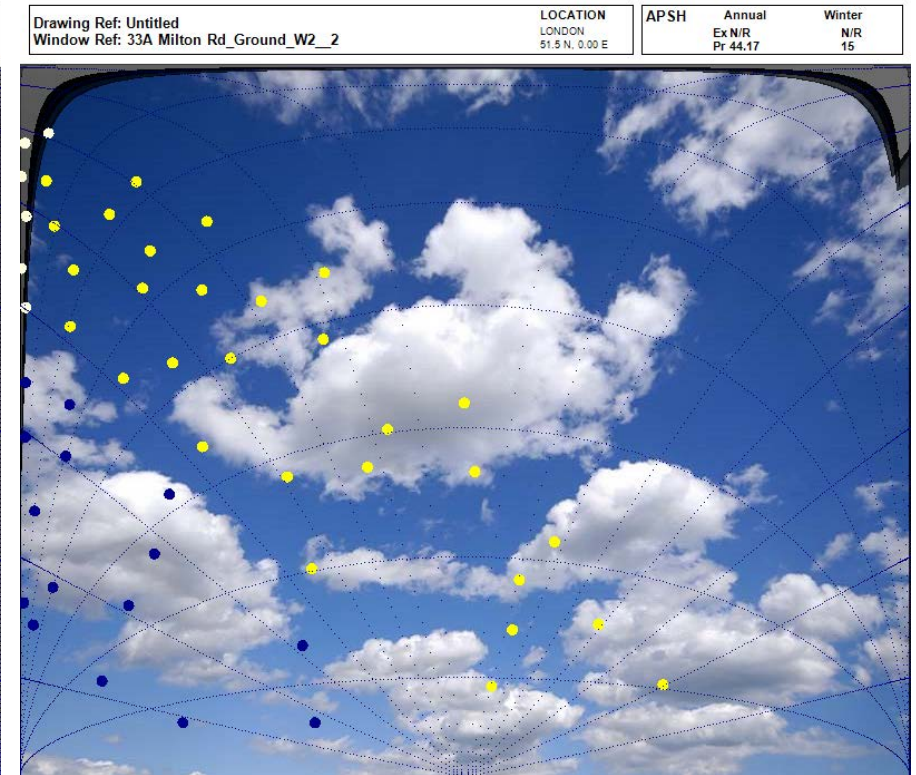 Drawing Ref: Untitled
Window Ref: 33A Milton Rd_Ground_W2__2
LOCATION
LONDON
51.5 N, 0.00 E
APSH Annual Winter
Ex N/R N/R
Pr 44.17 15